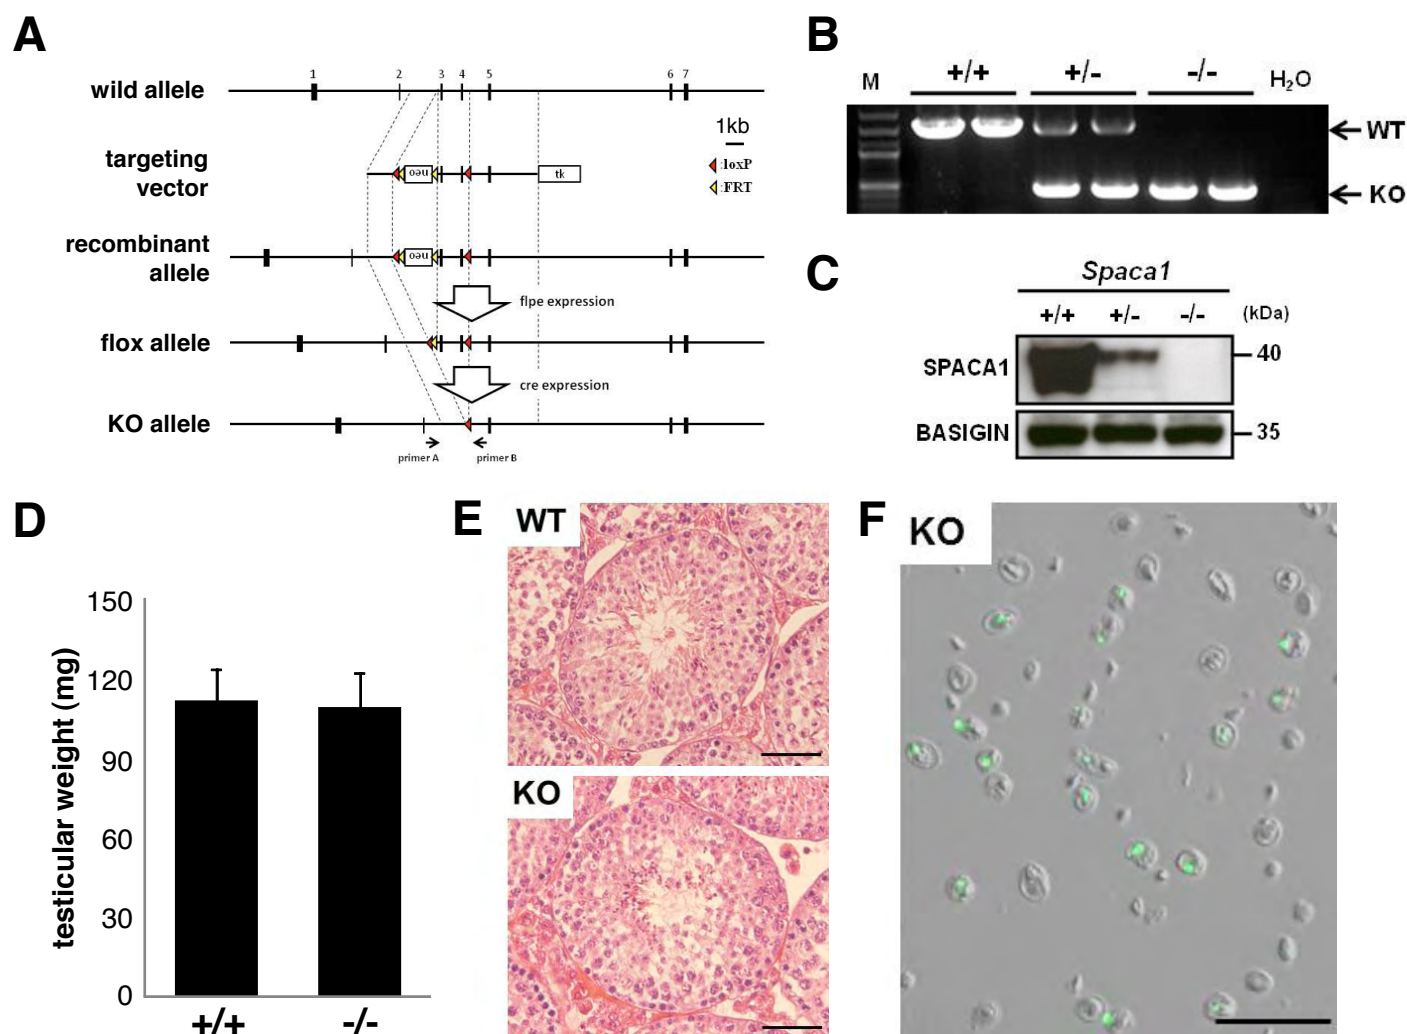 A
1 2 3 4 5 6 7
wild allele
1kb
targeting
vector
neo
tk
:loxP
:FRT
recombinant
allele
neo
flpe expression
flox allele
cre expression
KO allele
primer A
primer B
B
M
+/+
+/-
-/-
H₂O
WT
KO
C
Spaca1
+/+
+/-
-/-
(kDa)
SPACA1
40
BASIGIN
35
D
testicular weight (mg)
150
120
90
60
30
0
+/+
-/-
E
WT
KO
F
KO